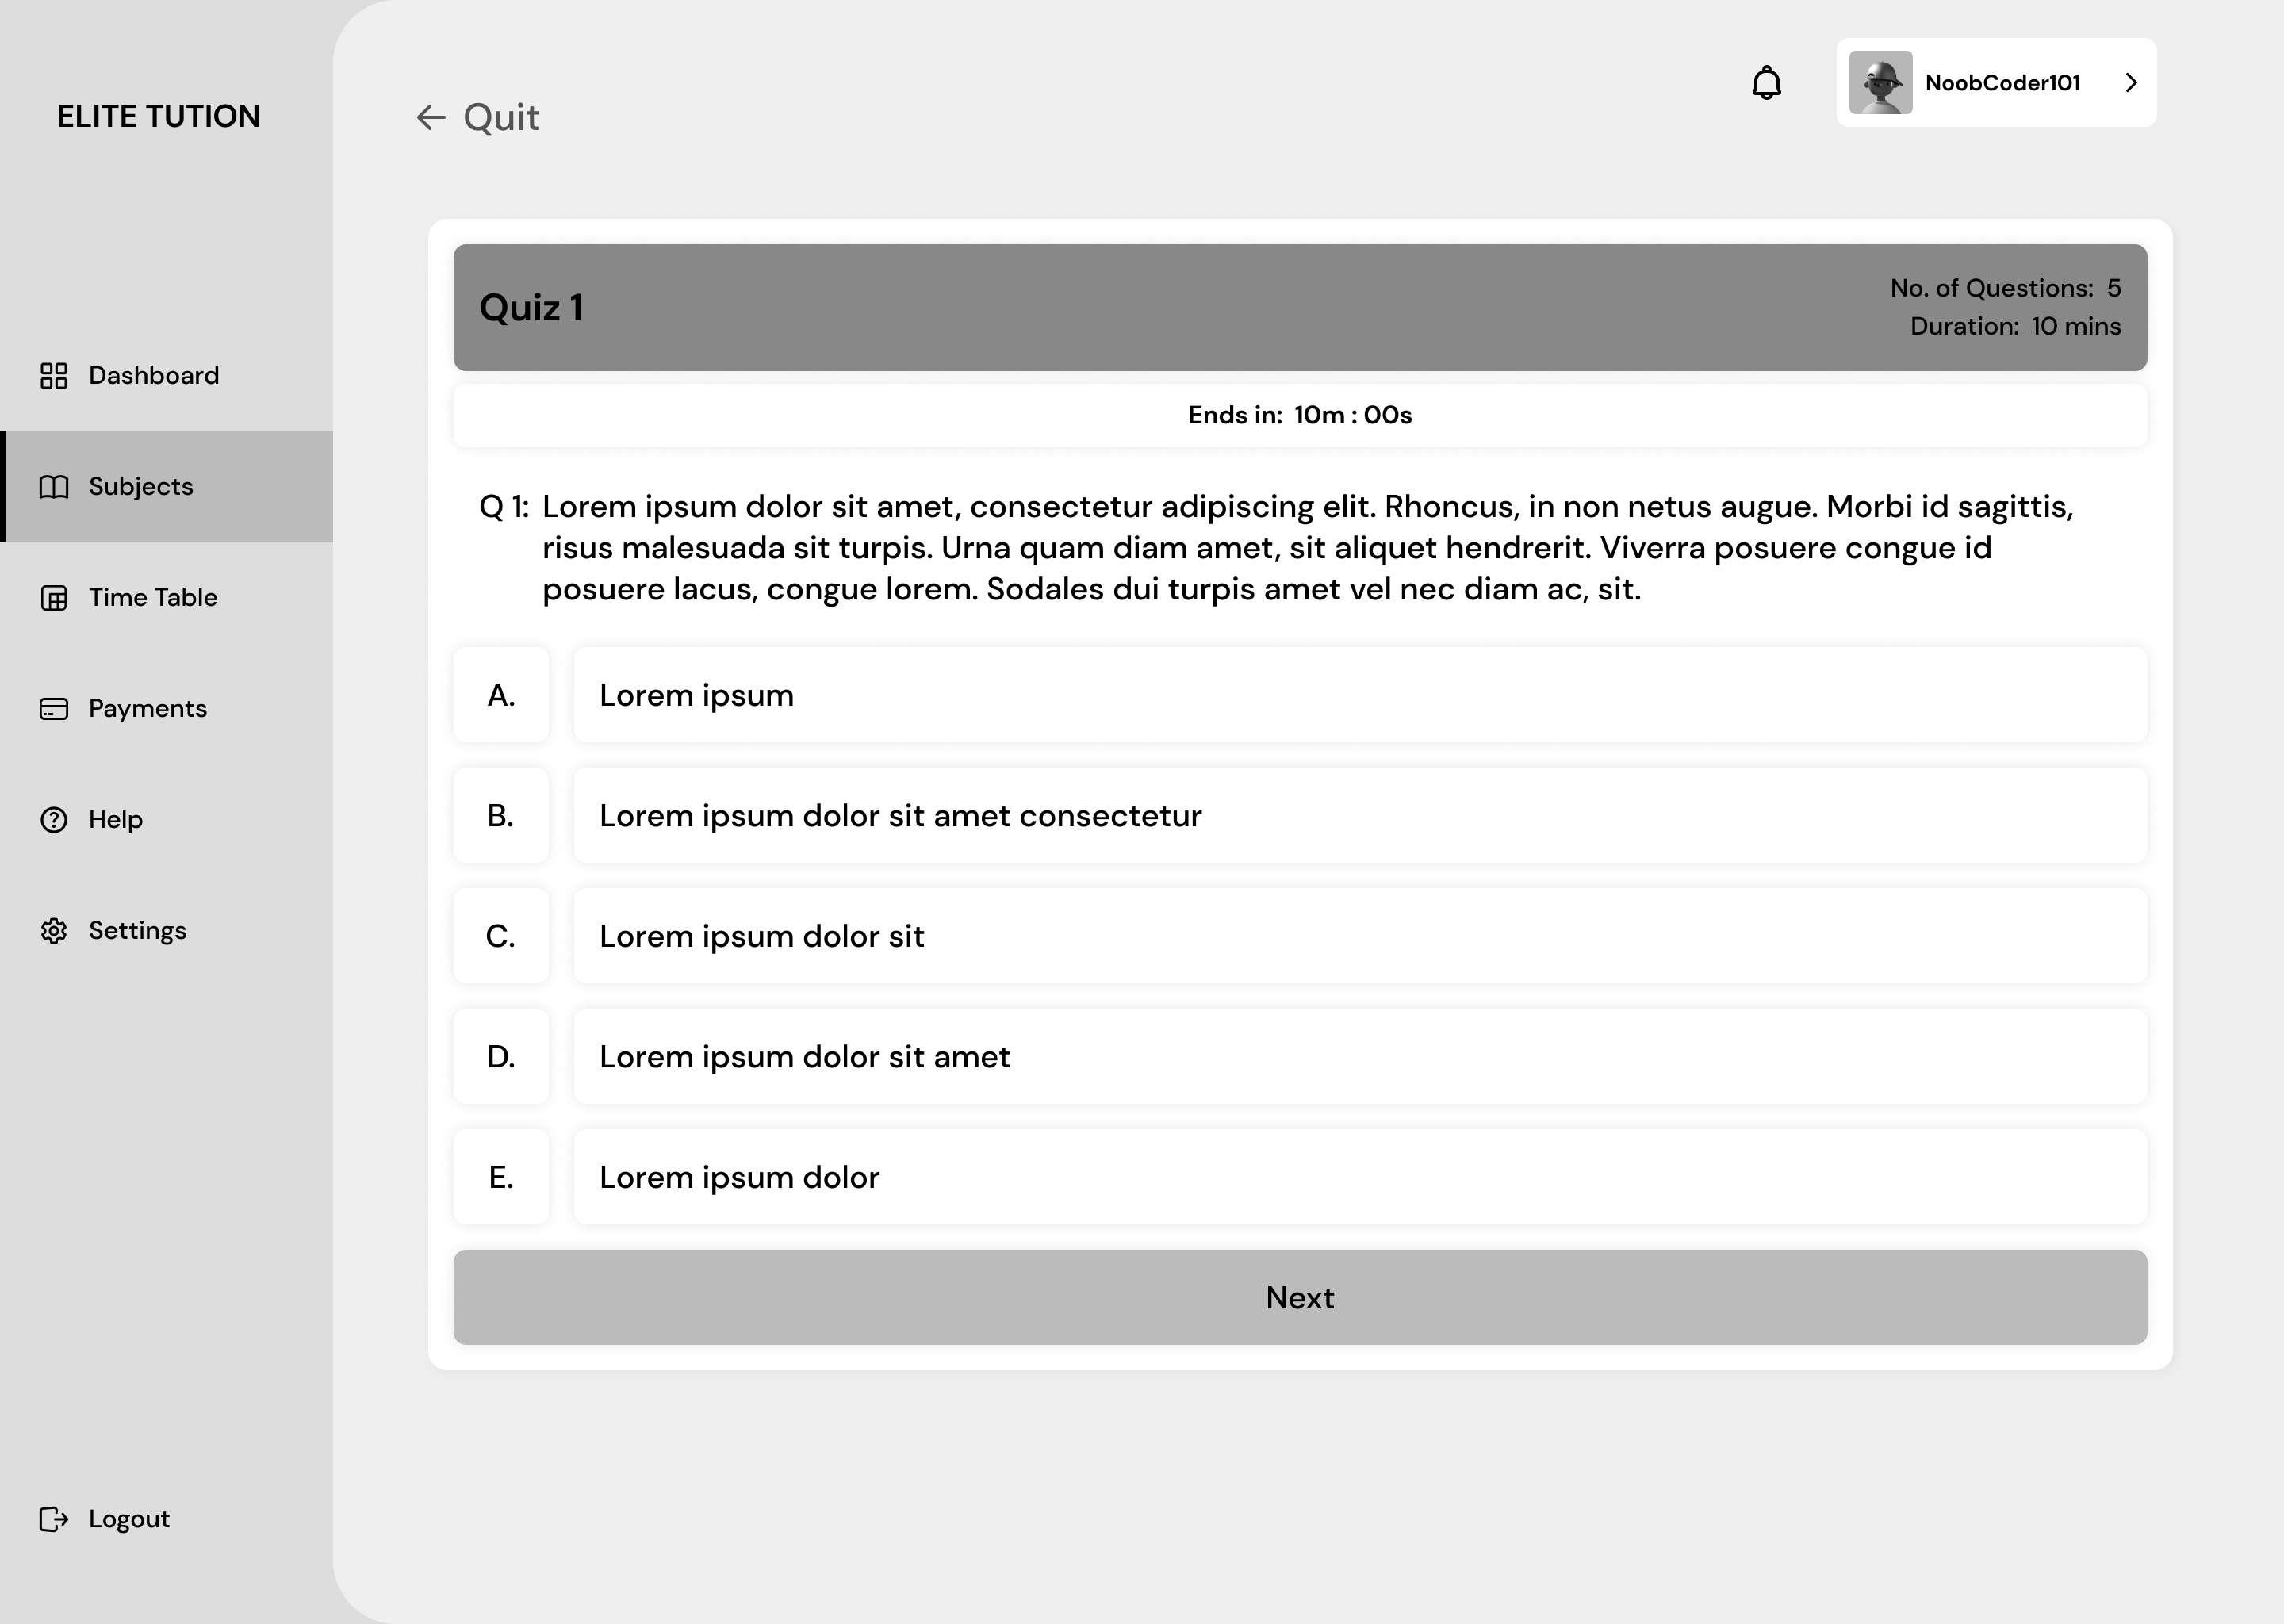 ELITE TUTION
Dashboard
Subjects
Time Table
Payments
Help
Settings
Logout
Quit
NoobCoder101
Quiz 1
No. of Questions: 5
Duration: 10 mins
Ends in: 10m : 00s
Q 1: Lorem ipsum dolor sit amet, consectetur adipiscing elit. Rhoncus, in non netus augue. Morbi id sagittis,
risus malesuada sit turpis. Urna quam diam amet, sit aliquet hendrerit. Viverra posuere congue id
posuere lacus, congue lorem. Sodales dui turpis amet vel nec diam ac, sit.
A. Lorem ipsum
B. Lorem ipsum dolor sit amet consectetur
C. Lorem ipsum dolor sit
D. Lorem ipsum dolor sit amet
E. Lorem ipsum dolor
Next